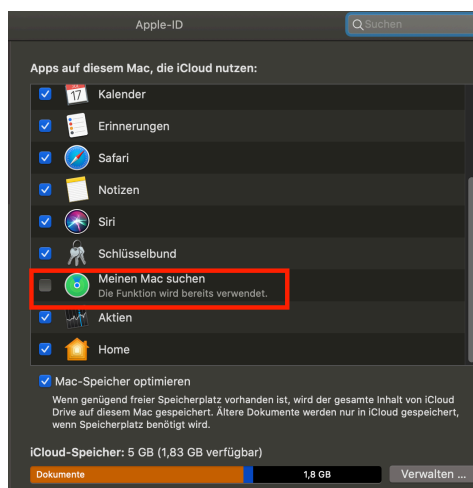 Apple-ID
Suchen
Apps auf diesem Mac, die iCloud nutzen:
17 Kalender
Erinnerungen
Safari
Notizen
Siri
Schlüsselbund
Meinen Mac suchen
Die Funktion wird bereits verwendet.
Aktien
Home
Mac-Speicher optimieren
Wenn genügend freier Speicherplatz vorhanden ist, wird der gesamte Inhalt von iCloud
Drive auf diesem Mac gespeichert. Ältere Dokumente werden nur in iCloud gespeichert,
wenn Speicherplatz benötigt wird.
iCloud-Speicher: 5 GB (1,83 GB verfügbar)
Dokumente 1,8 GB Verwalten ...